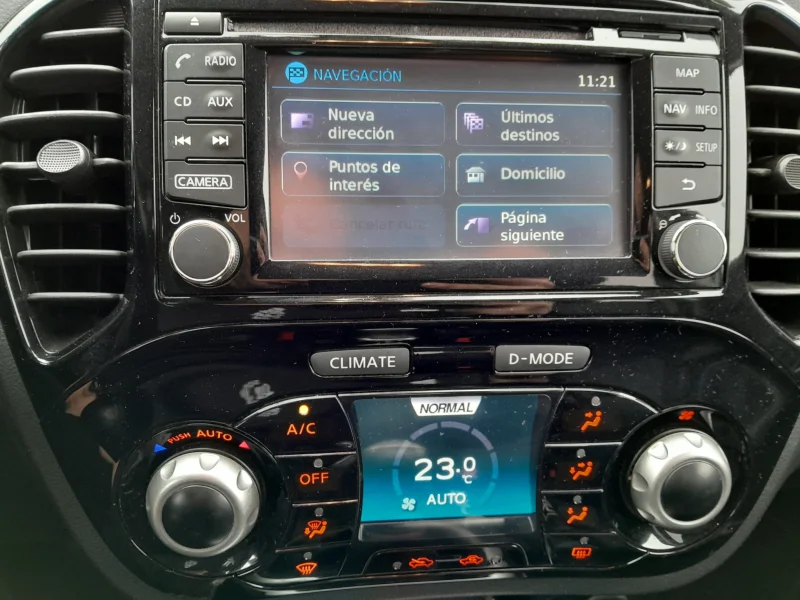 RADIO
CD AUX
CAMERA
VOL
NAVEGACIÓN 11:21
Nueva
dirección
Últimos
destinos
Puntos de
interés
Domicilio
Página
siguiente
MAP
NAV INFO
SETUP
CLIMATE
D-MODE
PUSH AUTO
A/C
OFF
NORMAL
23.0
°C
AUTO